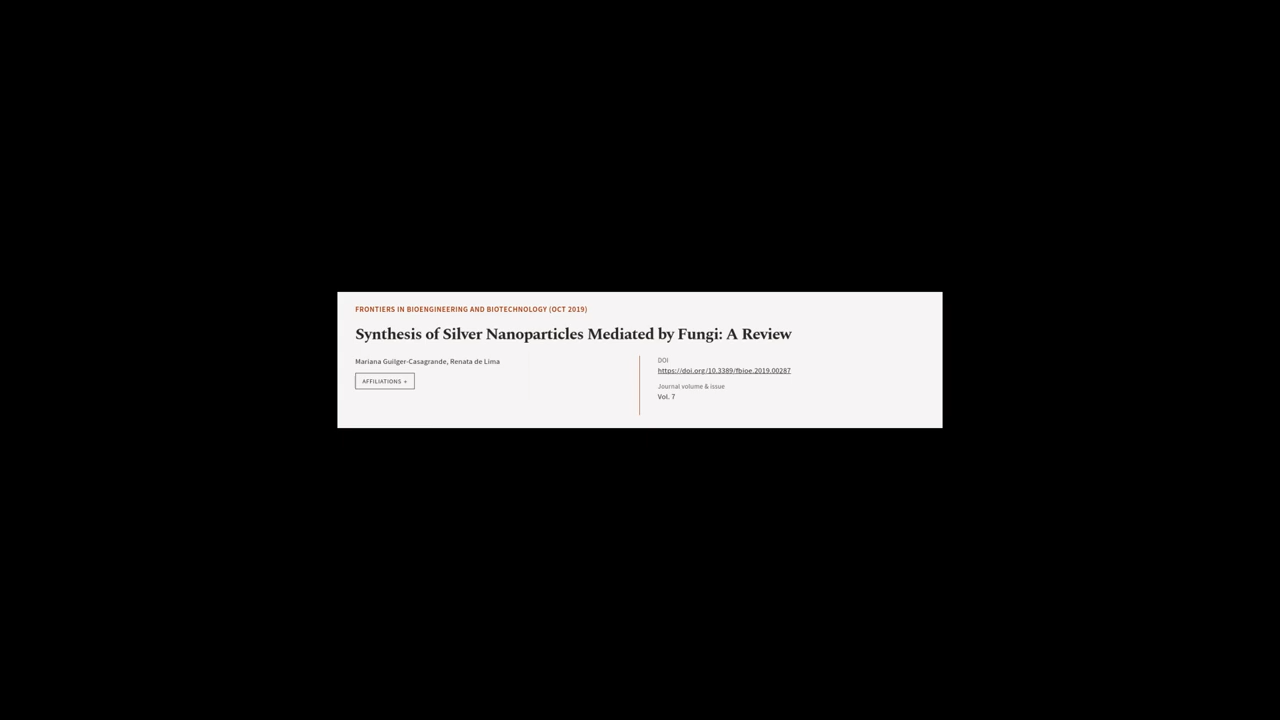 FRONTIERS IN BIOENGINEERING AND BIOTECHNOLOGY (OCT 2019)
Synthesis of Silver Nanoparticles Mediated by Fungi: A Review
Mariana Guilger-Casagrande, Renata de Lima
AFFILIATIONS +
DOI
https://doi.org/10.3389/fbioe.2019.00287
Journal volume & issue
Vol. 7